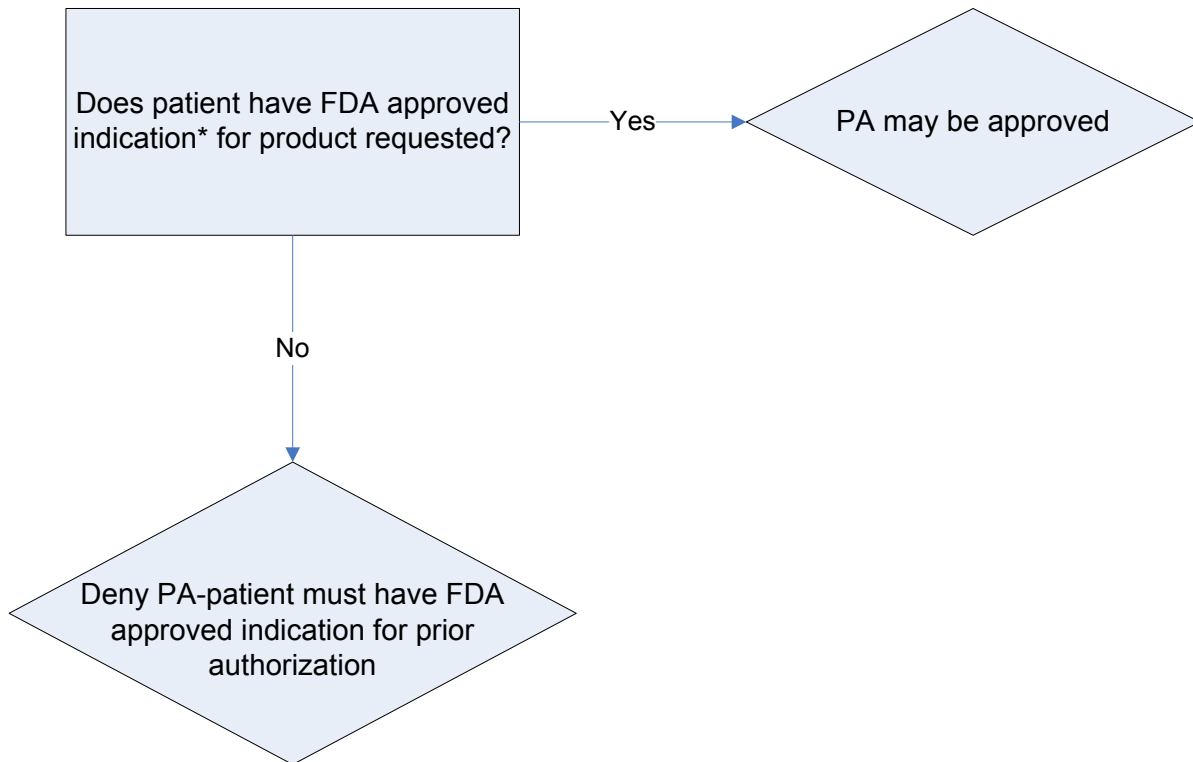 Does patient have FDA approved
indication* for product requested?
Yes
PA may be approved
No
Deny PA-patient must have FDA
approved indication for prior
authorization